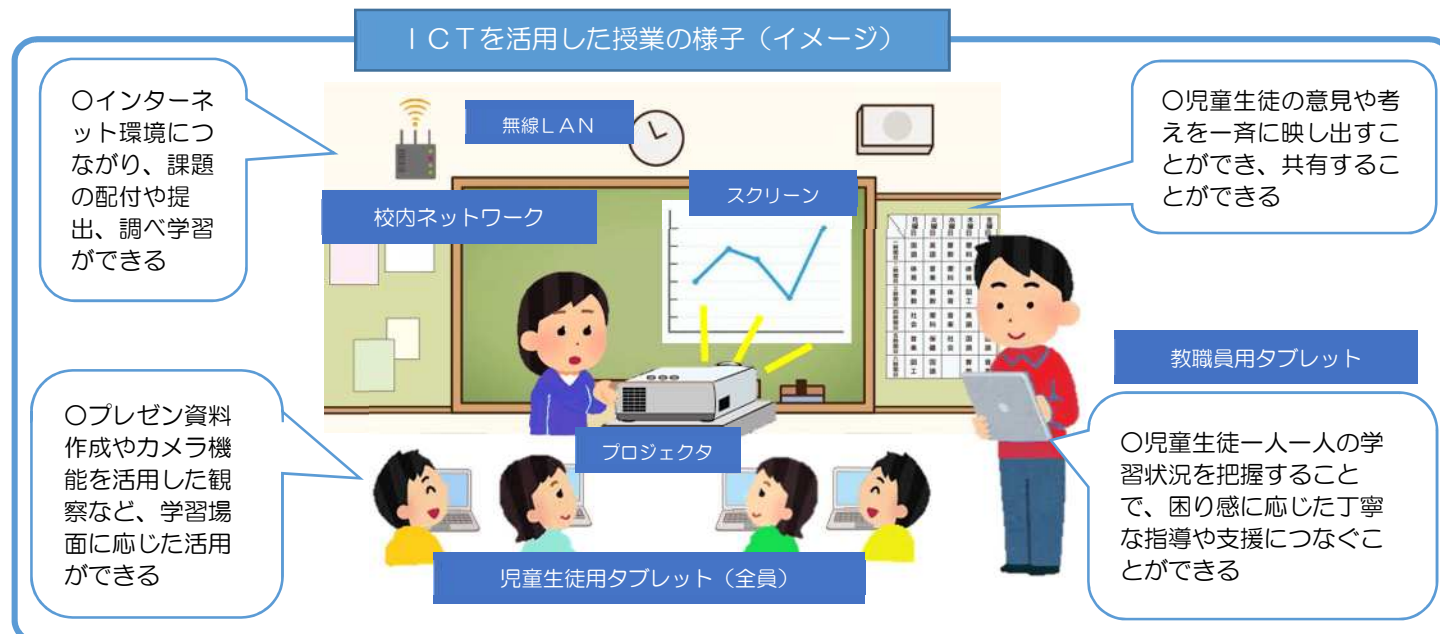 ＩＣＴを活用した授業の様子（イメージ）
〇インターネ
ット環境につ
ながり、課題
の配付や提
出、調べ学習
ができる
無線ＬＡＮ
校内ネットワーク
スクリーン
〇児童生徒の意見や考
えを一斉に映し出すこ
とができ、共有するこ
とができる
教職員用タブレット
〇プレゼン資料
作成やカメラ機
能を活用した観
察など、学習場
面に応じた活用
ができる
プロジェクタ
児童生徒用タブレット（全員）
〇児童生徒一人一人の学
習状況を把握すること
で、困り感に応じた丁寧
な指導や支援につなぐこ
とができる